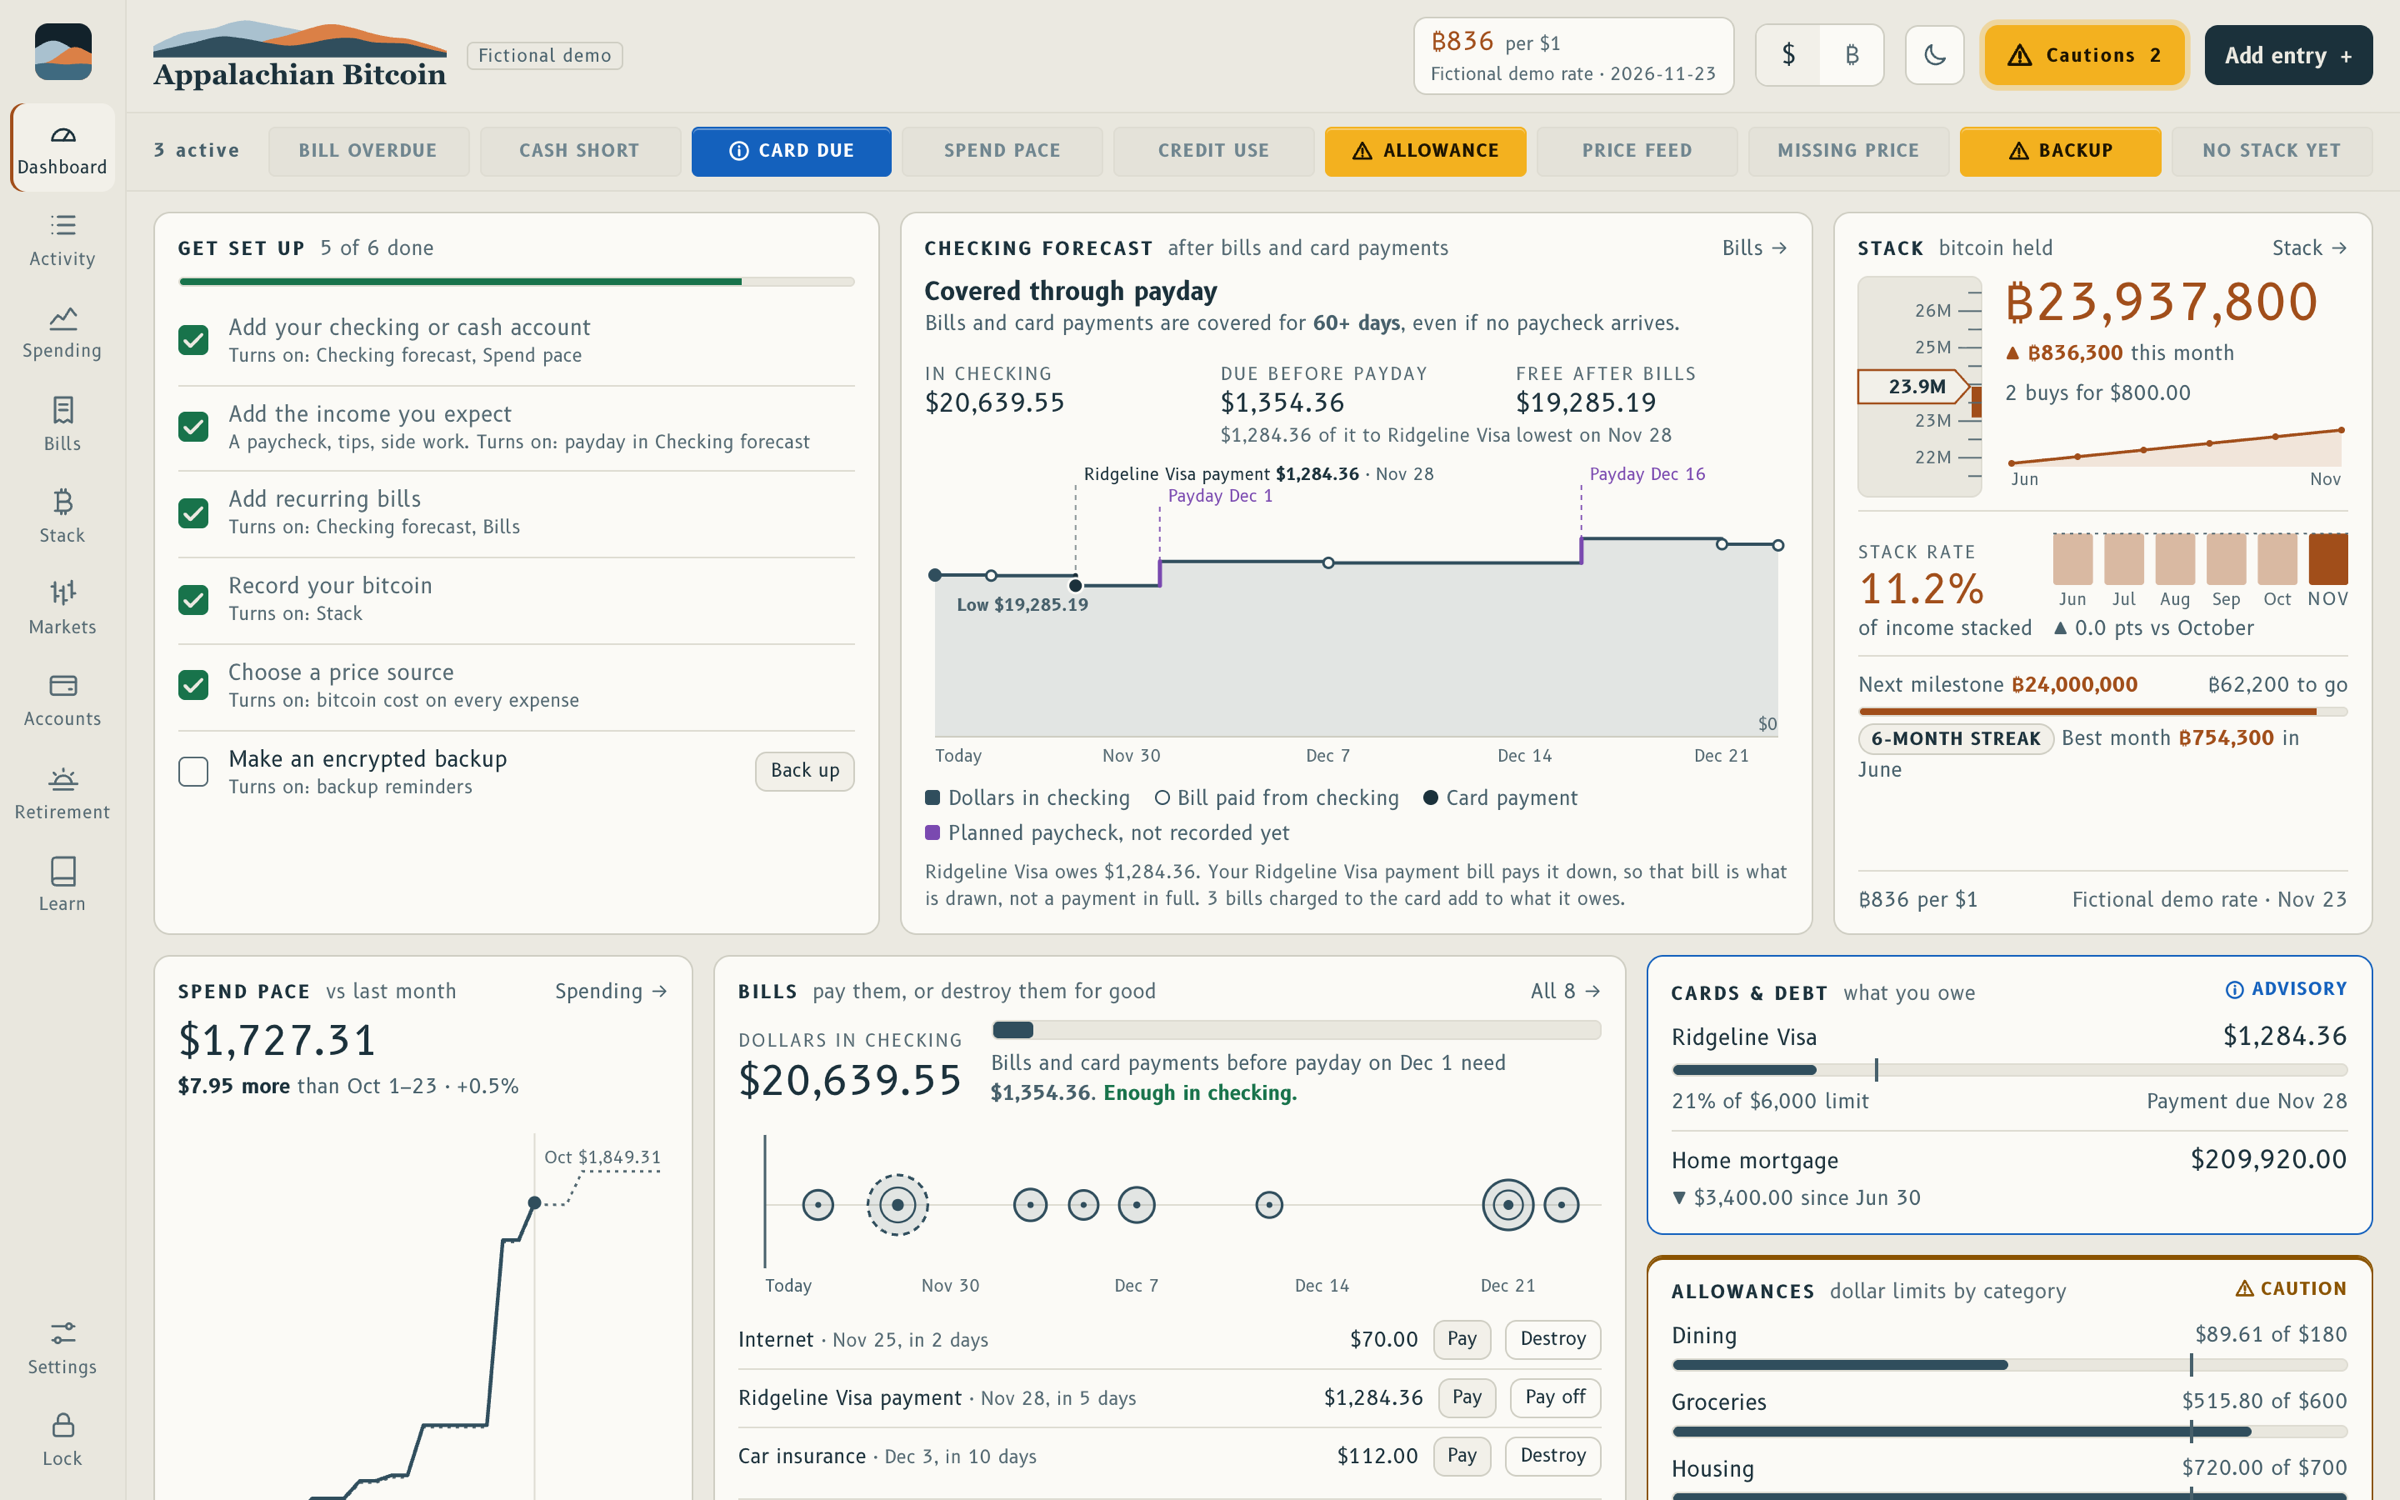 Appalachian Bitcoin
Fictional demo
₿836 per $1
Fictional demo rate · 2026-11-23
$
₿
Cautions 2
Add entry +
Dashboard
Activity
Spending
Bills
Stack
Markets
Accounts
Retirement
Learn
Settings
Lock
3 active
BILL OVERDUE
CASH SHORT
CARD DUE
SPEND PACE
CREDIT USE
ALLOWANCE
PRICE FEED
MISSING PRICE
BACKUP
NO STACK YET
GET SET UP 5 of 6 done
Add your checking or cash account
Turns on: Checking forecast, Spend pace
Add the income you expect
A paycheck, tips, side work. Turns on: payday in Checking forecast
Add recurring bills
Turns on: Checking forecast, Bills
Record your bitcoin
Turns on: Stack
Choose a price source
Turns on: bitcoin cost on every expense
Make an encrypted backup
Turns on: backup reminders
Back up
CHECKING FORECAST after bills and card payments
Bills →
Covered through payday
Bills and card payments are covered for 60+ days, even if no paycheck arrives.
IN CHECKING
$20,639.55
DUE BEFORE PAYDAY
$1,354.36
$1,284.36 of it to Ridgeline Visa
FREE AFTER BILLS
$19,285.19
lowest on Nov 28
Ridgeline Visa payment $1,284.36 · Nov 28
Payday Dec 1
Payday Dec 16
Low $19,285.19
$0
Today
Nov 30
Dec 7
Dec 14
Dec 21
Dollars in checking
Bill paid from checking
Card payment
Planned paycheck, not recorded yet
Ridgeline Visa owes $1,284.36. Your Ridgeline Visa payment bill pays it down, so that bill is what
is drawn, not a payment in full. 3 bills charged to the card add to what it owes.
STACK bitcoin held
Stack →
26M
25M
23.9M
23M
22M
₿23,937,800
▲ ₿836,300 this month
2 buys for $800.00
Jun
Nov
STACK RATE
11.2%
of income stacked
Jun
Jul
Aug
Sep
Oct
NOV
▲ 0.0 pts vs October
Next milestone ₿24,000,000
₿62,200 to go
6-MONTH STREAK Best month ₿754,300 in
June
₿836 per $1
Fictional demo rate · Nov 23
SPEND PACE vs last month
Spending →
$1,727.31
$7.95 more than Oct 1–23 · +0.5%
Oct $1,849.31
BILLS pay them, or destroy them for good
All 8 →
DOLLARS IN CHECKING
$20,639.55
Bills and card payments before payday on Dec 1 need
$1,354.36. Enough in checking.
Today
Nov 30
Dec 7
Dec 14
Dec 21
Internet · Nov 25, in 2 days
$70.00
Pay
Destroy
Ridgeline Visa payment · Nov 28, in 5 days
$1,284.36
Pay
Pay off
Car insurance · Dec 3, in 10 days
$112.00
Pay
Destroy
CARDS & DEBT what you owe
ADVISORY
Ridgeline Visa
$1,284.36
21% of $6,000 limit
Payment due Nov 28
Home mortgage
$209,920.00
▼ $3,400.00 since Jun 30
ALLOWANCES dollar limits by category
CAUTION
Dining
$89.61 of $180
Groceries
$515.80 of $600
Housing
$720.00 of $700